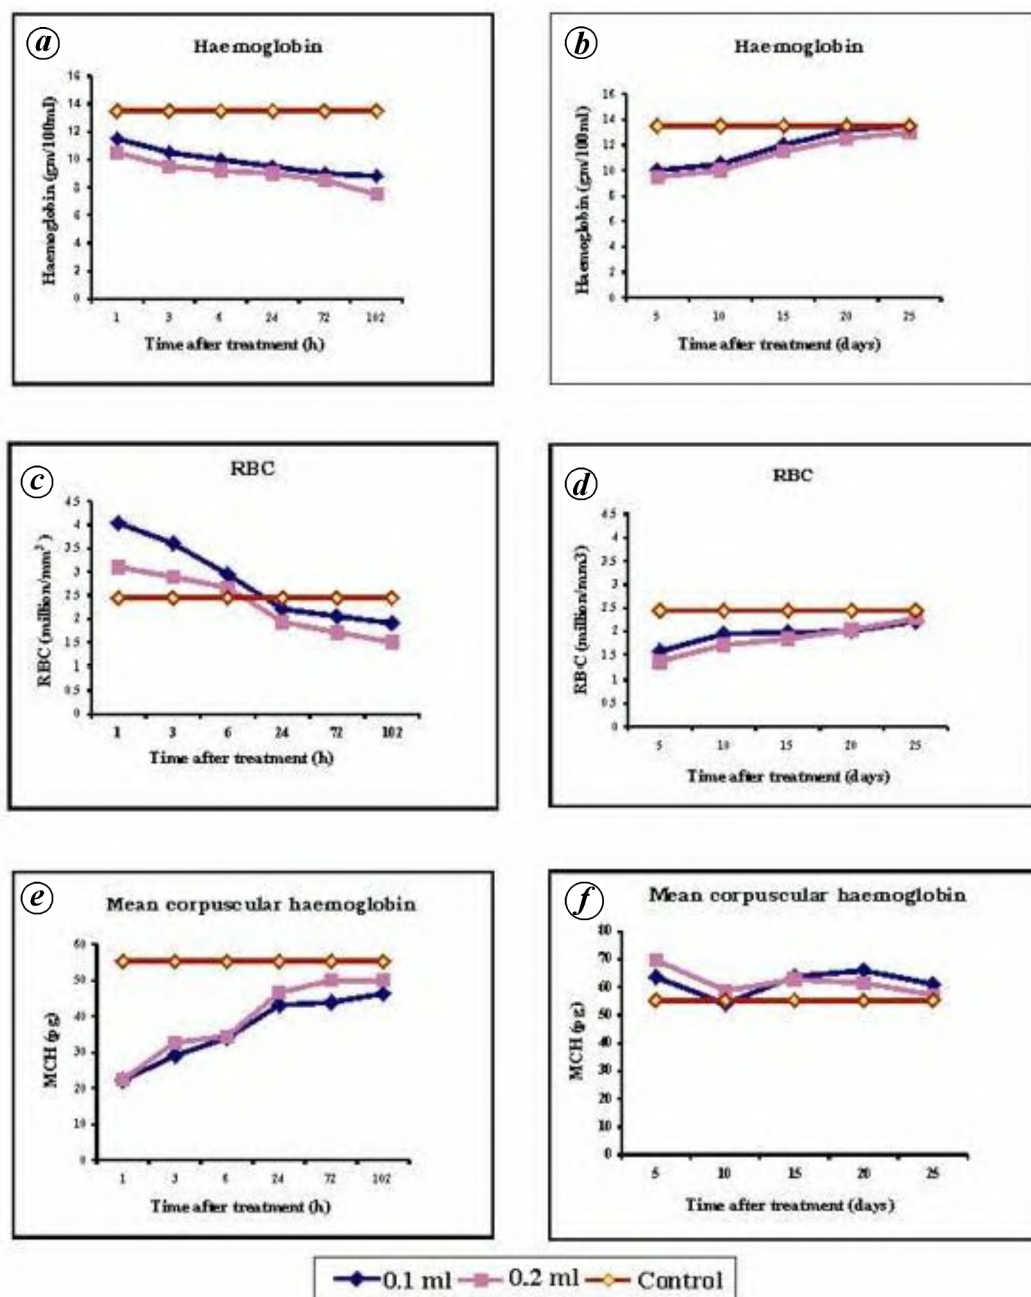 a
Haemoglobin
Haemoglobin (gm/100ml)
16
14
12
10
8
6
4
2
0
1 3 6 24 72 102
Time after treatment (h)
b
Haemoglobin
Haemoglobin (gm/100ml)
16
14
12
10
8
6
4
2
0
5 10 15 20 25
Time after treatment (days)
c
RBC
RBC (million/mm³)
4.5
4
3.5
3
2.5
2
1.5
1
0.5
0
1 3 6 24 72 102
Time after treatment (h)
d
RBC
RBC (million/mm3)
4.5
4
3.5
3
2.5
2
1.5
1
0.5
0
5 10 15 20 25
Time after treatment (days)
e
Mean corpuscular haemoglobin
MCH (pg)
60
50
40
30
20
10
0
1 3 6 24 72 102
Time after treatment (h)
f
Mean corpuscular haemoglobin
MCH (pg)
80
70
60
50
40
30
20
10
0
5 10 15 20 25
Time after treatment (days)
0.1 ml 0.2 ml Control